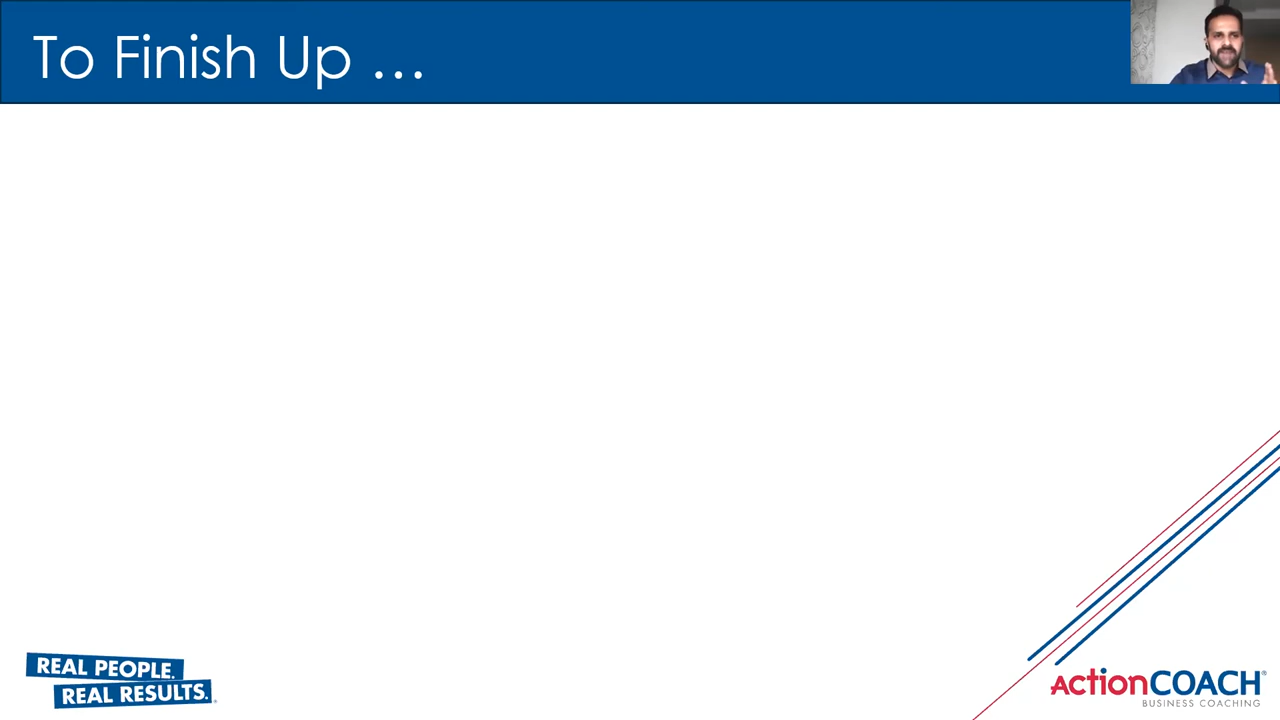 To Finish Up ...
REAL PEOPLE.
REAL RESULTS.
ActionCOACH®
BUSINESS COACHING